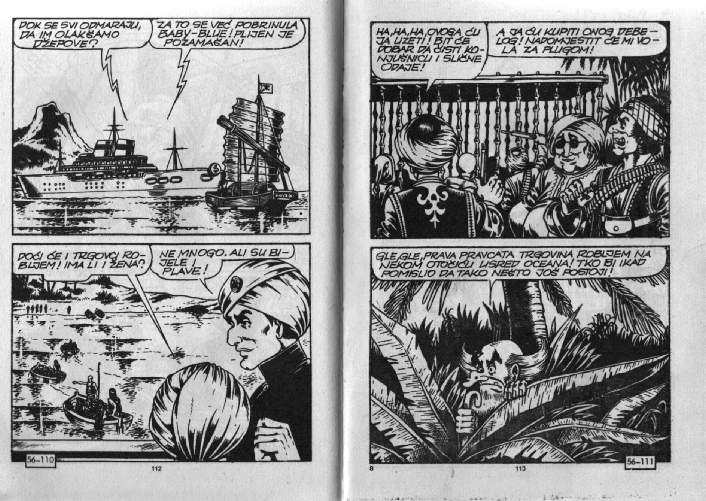 DOK SE SVI ODMARAJU,
DA IM OLAKŠAMO
DŽEPOVE?
ZA TO SE VEĆ POBRINULA
BABY-BLUE! PLIJEN JE
POZAMAŠAN!
DOĆI ĆE I TRGOVCI RO-
BLJEM! IMA LI I ŽENA?
NE MNOGO. ALI SU BI-
JELE I
PLAVE!
56-110
112
HA, HA, HA, OVOGA ĆU
JA UZETI! BIT ĆE
DOBAR DA ČISTI KO-
NJUŠNICU I SLIČNE
ODAJE!
A JA ĆU KUPITI ONOG DEBE-
LOG! NADOMJESTIT ĆE MI VO-
LA ZA PLUGOM!
GLE, GLE, PRAVA PRAVCATA TRGOVINA ROBLJEM NA
NEKOM OTOČIĆU USRED OCEANA! TKO BI IKAD
POMISLIO DA TAKO NEŠTO JOŠ POSTOJI!
8
113
56-111